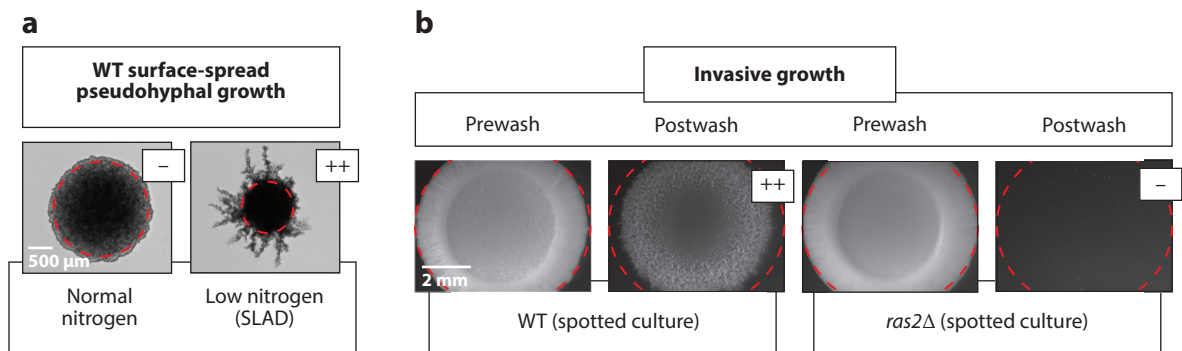 a
WT surface-spread
pseudohyphal growth
–
++
500 μm
Normal
nitrogen
Low nitrogen
(SLAD)
b
Invasive growth
Prewash
Postwash
Prewash
Postwash
++
–
2 mm
WT (spotted culture)
ras2Δ (spotted culture)